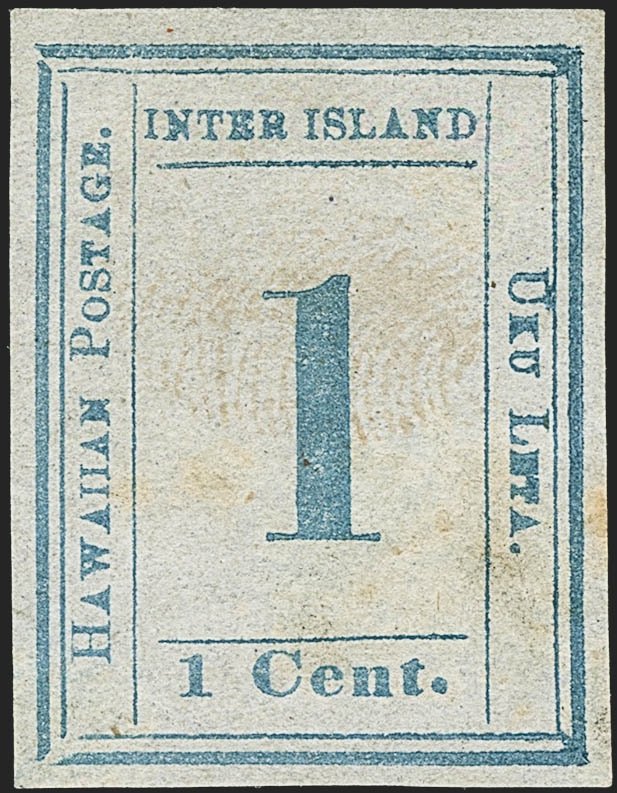 INTER ISLAND
HAWAIIAN POSTAGE.
1
UKU LETA.
1 Cent.